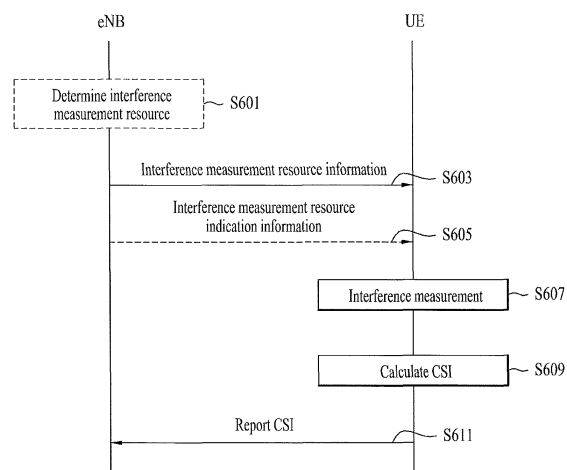 eNB
UE
Determine interference
measurement resource
S601
Interference measurement resource information
S603
Interference measurement resource
indication information
S605
Interference measurement
S607
Calculate CSI
S609
Report CSI
S611